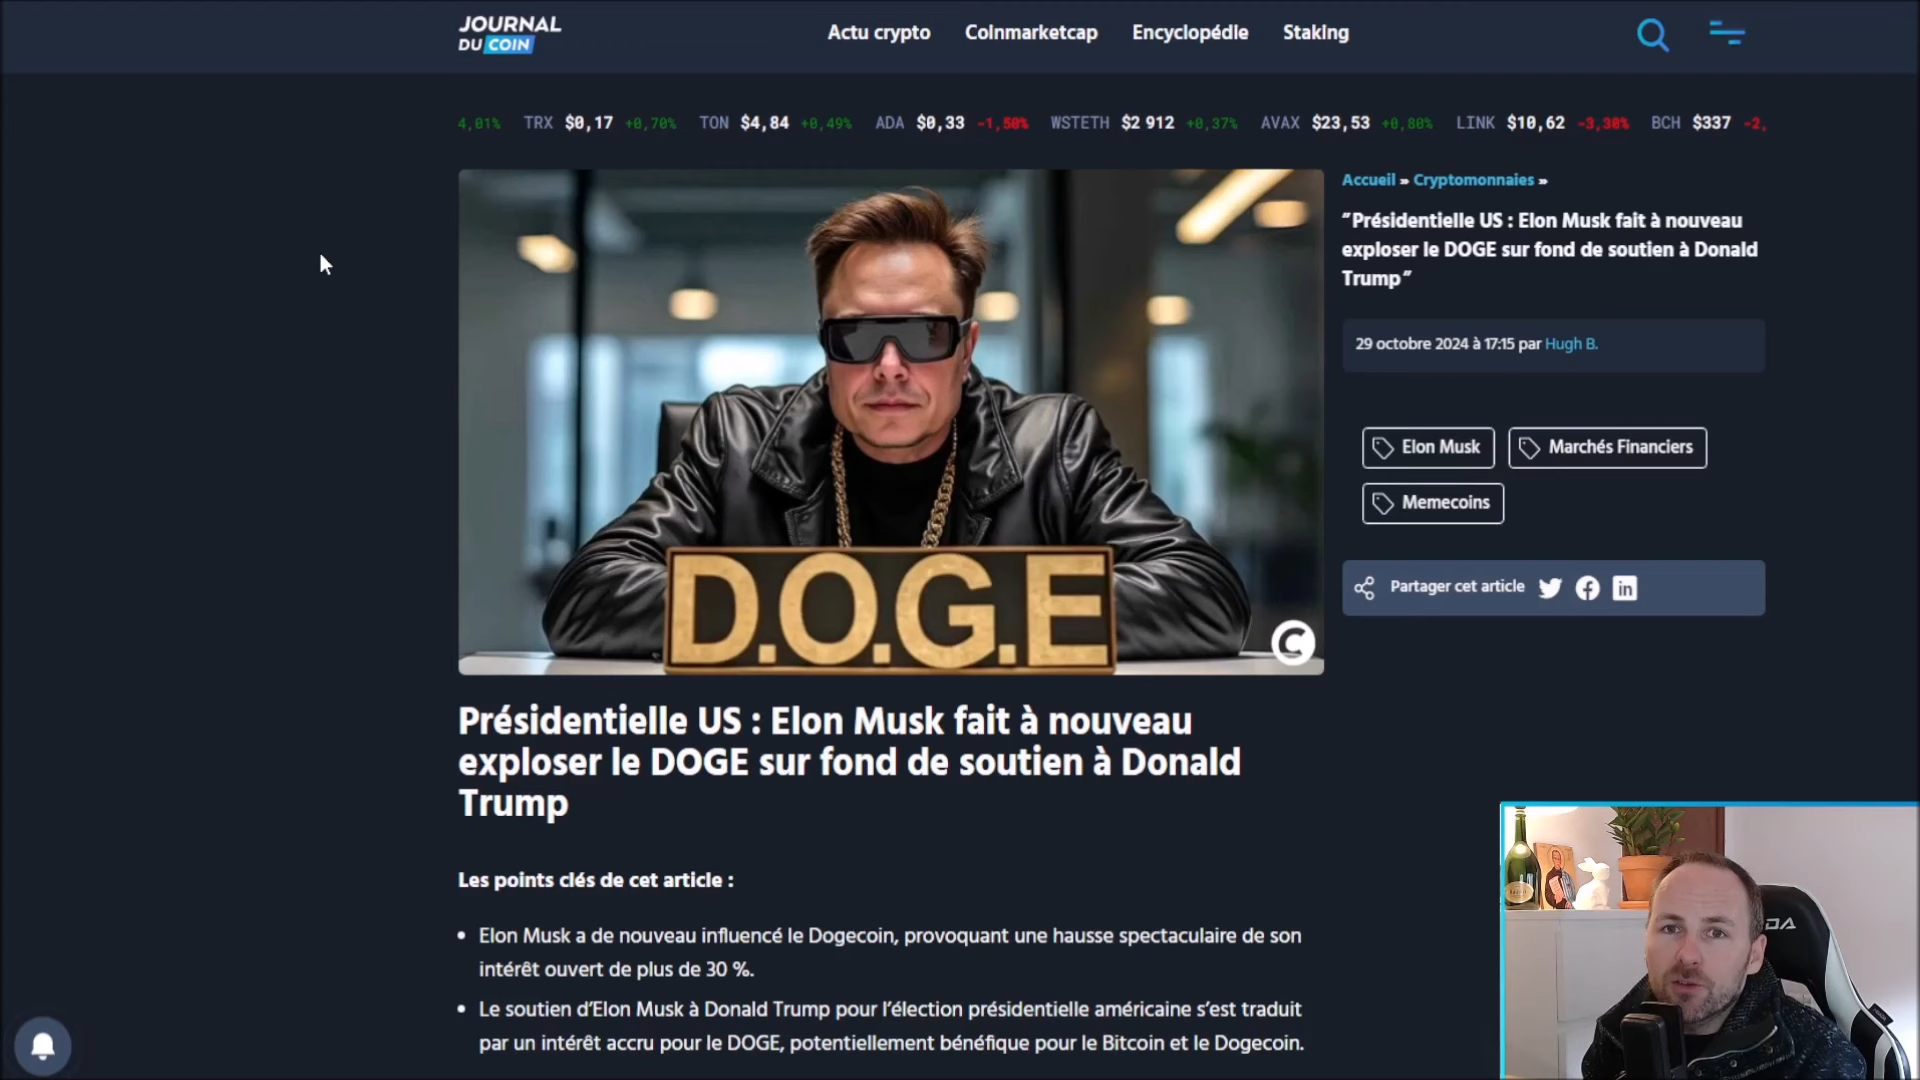 JOURNAL
DU COIN
Actu crypto Coinmarketcap Encyclopédie Staking
4,01% TRX $0,17 +0,70% TON $4,84 +0,49% ADA $0,33 -1,50% WSTETH $2 912 +0,37% AVAX $23,53 +0,80% LINK $10,62 -3,30% BCH $337 -2,
Accueil » Cryptomonnaies »
"Présidentielle US : Elon Musk fait à nouveau
exploser le DOGE sur fond de soutien à Donald
Trump"
29 octobre 2024 à 17:15 par Hugh B.
Elon Musk Marchés Financiers
Memecoins
Partager cet article
D.O.G.E
Présidentielle US : Elon Musk fait à nouveau
exploser le DOGE sur fond de soutien à Donald
Trump
Les points clés de cet article :
• Elon Musk a de nouveau influencé le Dogecoin, provoquant une hausse spectaculaire de son
intérêt ouvert de plus de 30 %.
• Le soutien d'Elon Musk à Donald Trump pour l'élection présidentielle américaine s'est traduit
par un intérêt accru pour le DOGE, potentiellement bénéfique pour le Bitcoin et le Dogecoin.